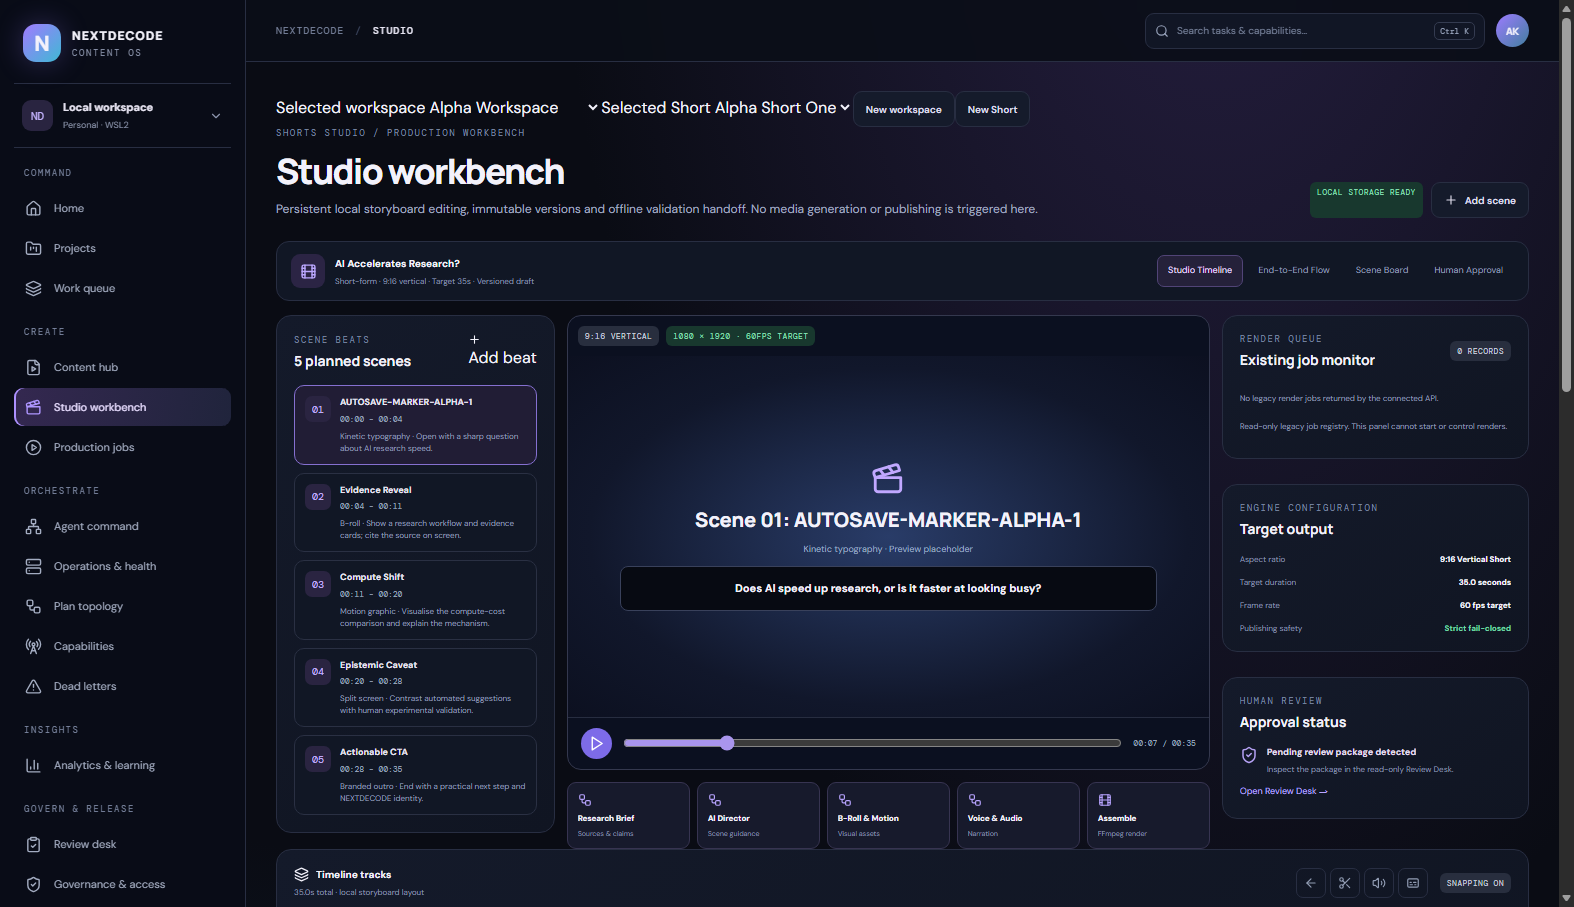 N
NEXTDECODE
CONTENT OS
ND
Local workspace
Personal · WSL2
COMMAND
Home
Projects
Work queue
CREATE
Content hub
Studio workbench
Production jobs
ORCHESTRATE
Agent command
Operations & health
Plan topology
Capabilities
Dead letters
INSIGHTS
Analytics & learning
GOVERN & RELEASE
Review desk
Governance & access
NEXTDECODE / STUDIO
Search tasks & capabilities...
Ctrl K
AK
Selected workspace Alpha Workspace
Selected Short Alpha Short One
New workspace
New Short
SHORTS STUDIO / PRODUCTION WORKBENCH
Studio workbench
Persistent local storyboard editing, immutable versions and offline validation handoff. No media generation or publishing is triggered here.
LOCAL STORAGE READY
Add scene
AI Accelerates Research?
Short-form · 9:16 vertical · Target 35s · Versioned draft
Studio Timeline
End-to-End Flow
Scene Board
Human Approval
SCENE BEATS
5 planned scenes
+
Add beat
01
AUTOSAVE-MARKER-ALPHA-1
00:00 – 00:04
Kinetic typography · Open with a sharp question
about AI research speed.
02
Evidence Reveal
00:04 – 00:11
B-roll · Show a research workflow and evidence
cards; cite the source on screen.
03
Compute Shift
00:11 – 00:20
Motion graphic · Visualise the compute-cost
comparison and explain the mechanism.
04
Epistemic Caveat
00:20 – 00:28
Split screen · Contrast automated suggestions
with human experimental validation.
05
Actionable CTA
00:28 – 00:35
Branded outro · End with a practical next step and
NEXTDECODE identity.
9:16 VERTICAL
1080 × 1920 · 60FPS TARGET
Scene 01: AUTOSAVE-MARKER-ALPHA-1
Kinetic typography · Preview placeholder
Does AI speed up research, or is it faster at looking busy?
00:07 / 00:35
Research Brief
Sources & claims
AI Director
Scene guidance
B-Roll & Motion
Visual assets
Voice & Audio
Narration
Assemble
FFmpeg render
RENDER QUEUE
Existing job monitor
0 RECORDS
No legacy render jobs returned by the connected API.
Read-only legacy job registry. This panel cannot start or control renders.
ENGINE CONFIGURATION
Target output
Aspect ratio
9:16 Vertical Short
Target duration
35.0 seconds
Frame rate
60 fps target
Publishing safety
Strict fail-closed
HUMAN REVIEW
Approval status
Pending review package detected
Inspect the package in the read-only Review Desk.
Open Review Desk →
Timeline tracks
35.0s total · local storyboard layout
SNAPPING ON